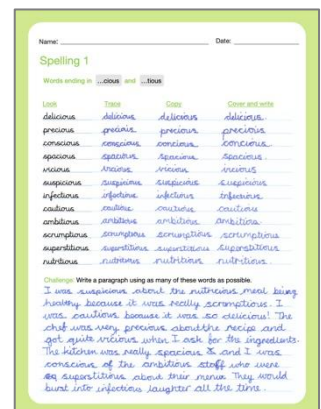 Name: Date:
Spelling 1
Words ending in ...cious and ...tious
Look Trace Copy Cover and write
delicious delicious delicious delicious.
precious precious precious precious
conscious conscious concious concious.
spacious spacious spacious spacious.
vicious vicious vicious vicious
suspicious suspicious suspicious suspicious
infectious infectious infectious infectious
cautious cautious cautious cautious
ambitious ambitious ambitious ambitious
scrumptious scrumptious scrumptious scrumptious
superstitious superstitious superstitious superstitious
nutritious nutritious nutritious nutritious
Challenge: Write a paragraph using as many of these words as possible.
I was suspicious about the nutricious meal being
healthy because it was really scromptious. I
was cautious because it was so delicious! The
chef was very precious about the recipe and
got quite vicious when I ask for the ingredients.
The kitchen was really spacious & and I was
conscious of the ambitious staff who were
superstitious about their menu. They would
burst into infectious laughter all the time.